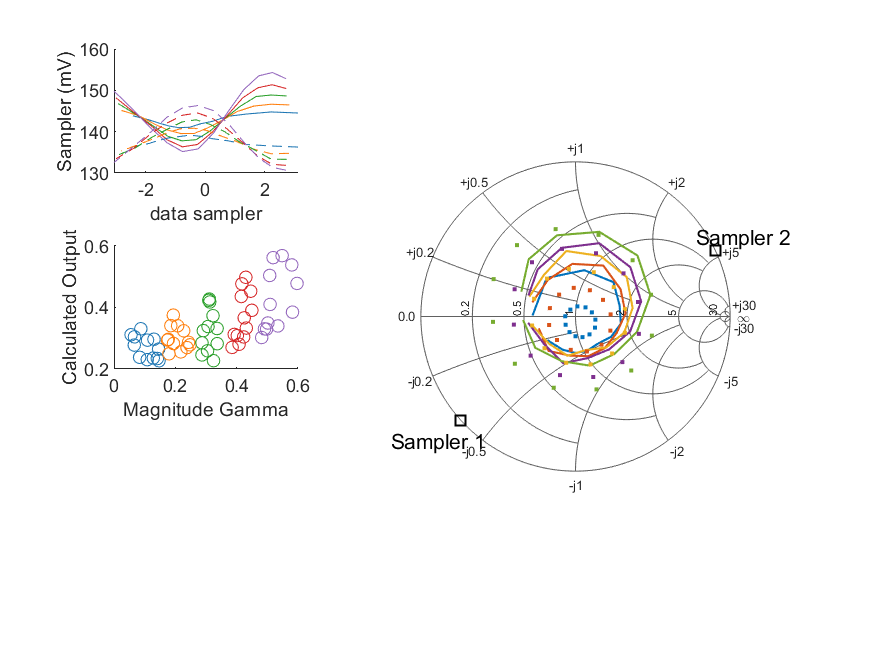 160
150
140
130
Sampler (mV)
-2 0 2
data sampler
0.6
0.4
0.2
Calculated Output
0 0.2 0.4 0.6
Magnitude Gamma
+j1
+j0.5 +j2
Sampler 2
+j0.2 +j5
+j30
0.0 0.2 0.5 1 2 5 30 ∞
-j30
-j0.2 -j5
Sampler 1
-j0.5 -j2
-j1